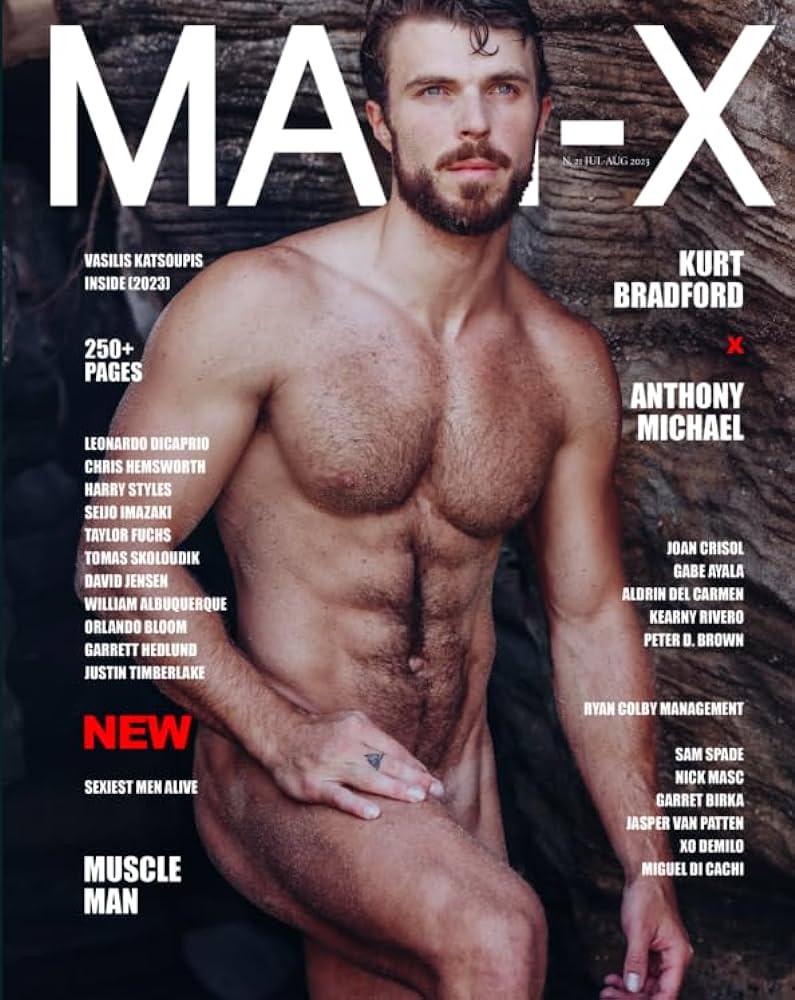 MAN-X
N. 21 JUL-AUG 2023
VASILIS KATSOUPIS
INSIDE (2023)
250+
PAGES
LEONARDO DICAPRIO
CHRIS HEMSWORTH
HARRY STYLES
SEIJO IMAZAKI
TAYLOR FUCHS
TOMAS SKOLOUDIK
DAVID JENSEN
WILLIAM ALBUQUERQUE
ORLANDO BLOOM
GARRETT HEDLUND
JUSTIN TIMBERLAKE
NEW
SEXIEST MEN ALIVE
MUSCLE
MAN
KURT
BRADFORD
X
ANTHONY
MICHAEL
JOAN CRISOL
GABE AYALA
ALDRIN DEL CARMEN
KEARNY RIVERO
PETER D. BROWN
RYAN COLBY MANAGEMENT
SAM SPADE
NICK MASC
GARRET BIRKA
JASPER VAN PATTEN
XO DEMILO
MIGUEL DI CACHI